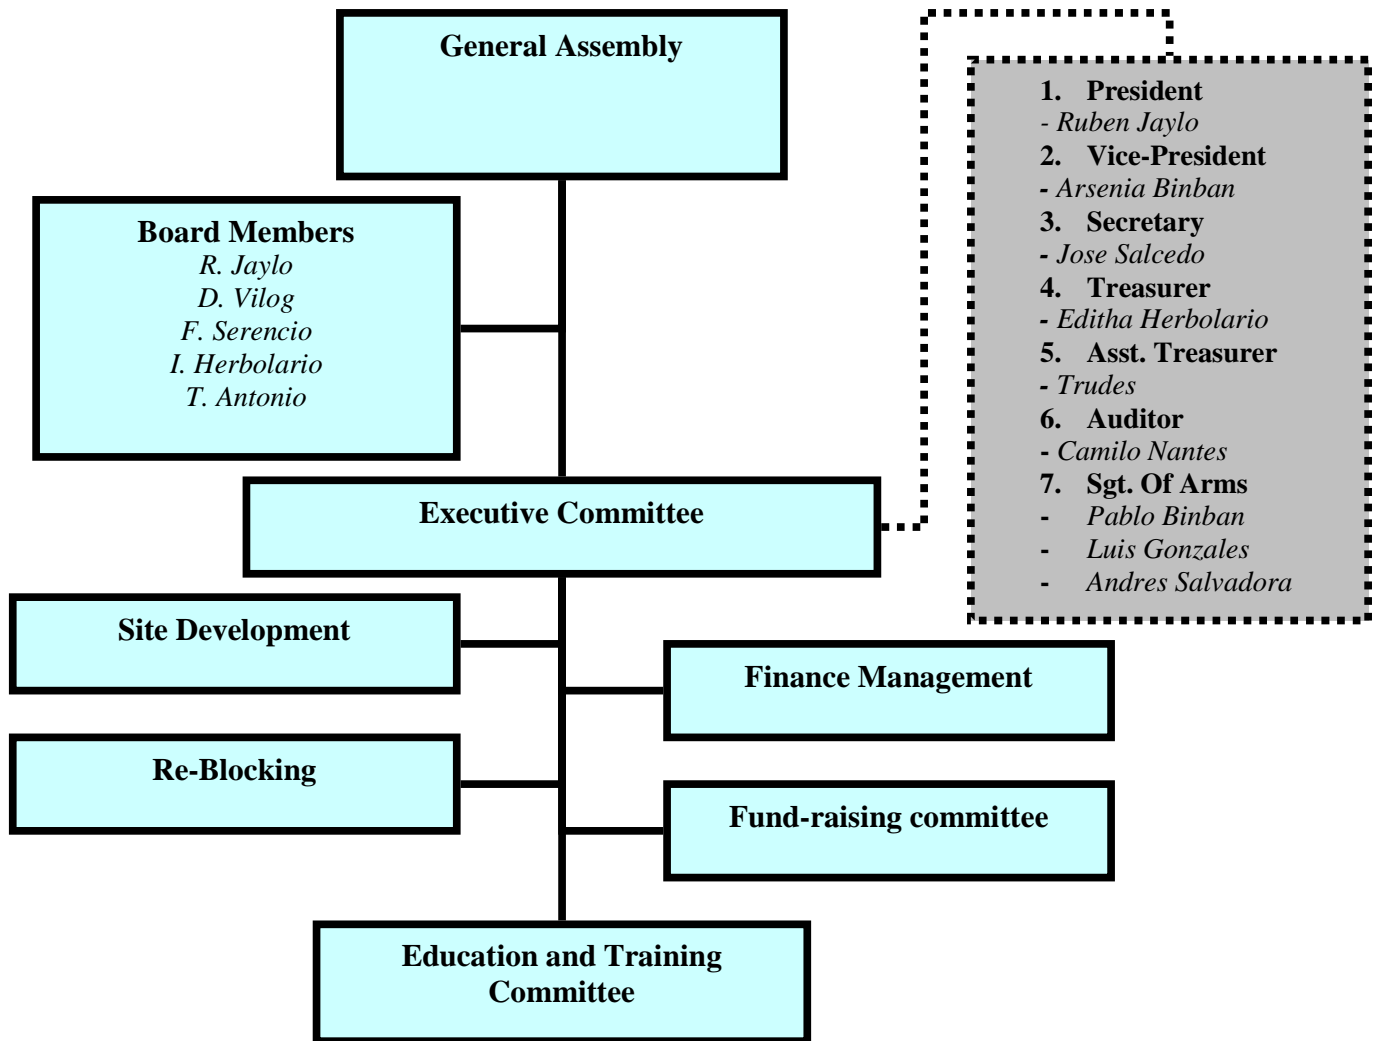 General Assembly
Board Members
R. Jaylo
D. Vilog
F. Serencio
I. Herbolario
T. Antonio
Executive Committee
1. President
- Ruben Jaylo
2. Vice-President
- Arsenia Binban
3. Secretary
- Jose Salcedo
4. Treasurer
- Editha Herbolario
5. Asst. Treasurer
- Trudes
6. Auditor
- Camilo Nantes
7. Sgt. Of Arms
- Pablo Binban
- Luis Gonzales
- Andres Salvadora
Site Development
Finance Management
Re-Blocking
Fund-raising committee
Education and Training
Committee